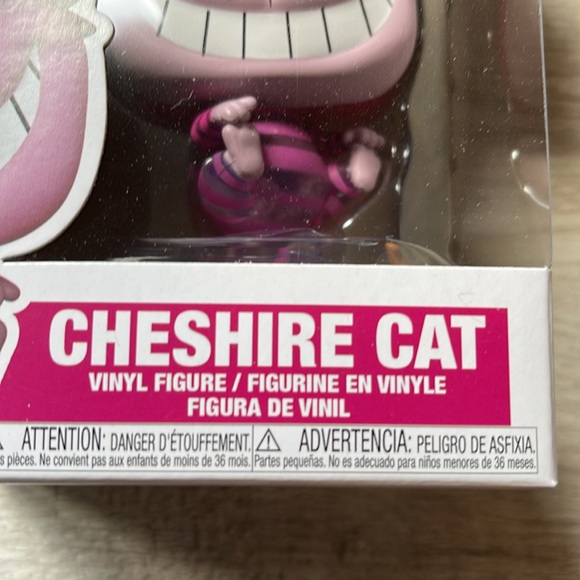 CHESHIRE CAT
VINYL FIGURE / FIGURINE EN VINYLE
FIGURA DE VINIL
ATTENTION: DANGER D'ÉTOUFFEMENT.
s pièces. Ne convient pas aux enfants de moins de 36 mois.
ADVERTENCIA: PELIGRO DE ASFIXIA.
Partes pequeñas. No es adecuado para niños menores de 36 meses.